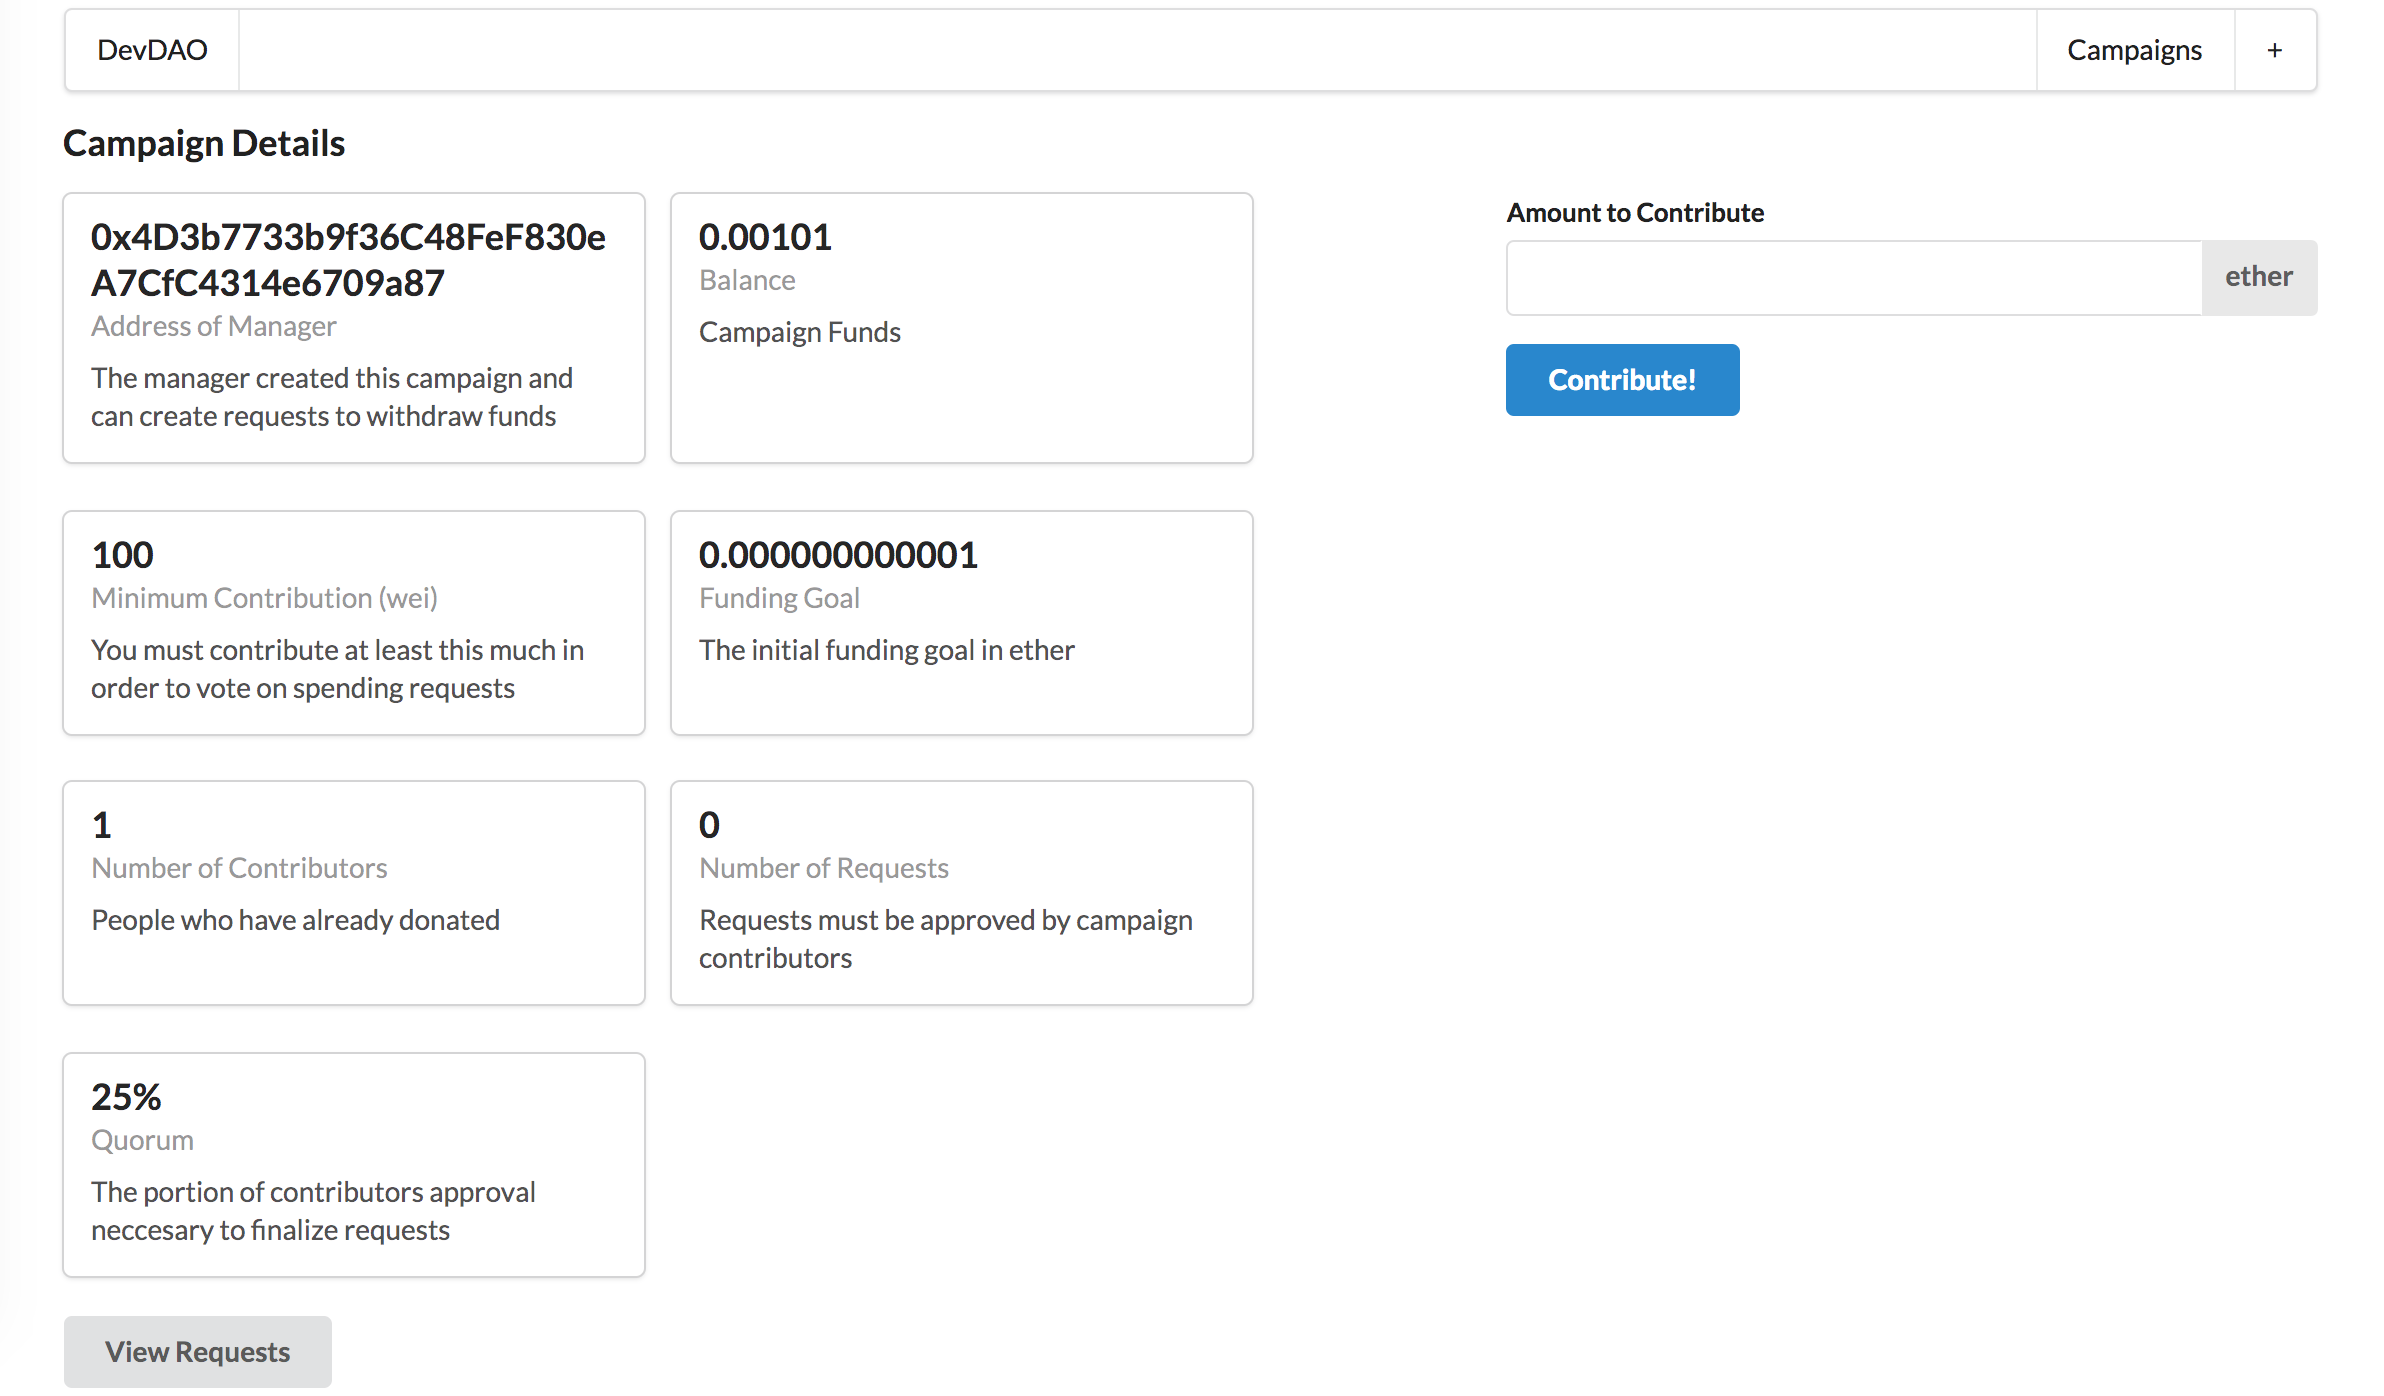 DevDAO
Campaigns
+
Campaign Details
0x4D3b7733b9f36C48FeF830e
A7CfC4314e6709a87
Address of Manager
The manager created this campaign and
can create requests to withdraw funds
0.00101
Balance
Campaign Funds
Amount to Contribute
ether
Contribute!
100
Minimum Contribution (wei)
You must contribute at least this much in
order to vote on spending requests
0.000000000001
Funding Goal
The initial funding goal in ether
1
Number of Contributors
People who have already donated
0
Number of Requests
Requests must be approved by campaign
contributors
25%
Quorum
The portion of contributors approval
neccesary to finalize requests
View Requests